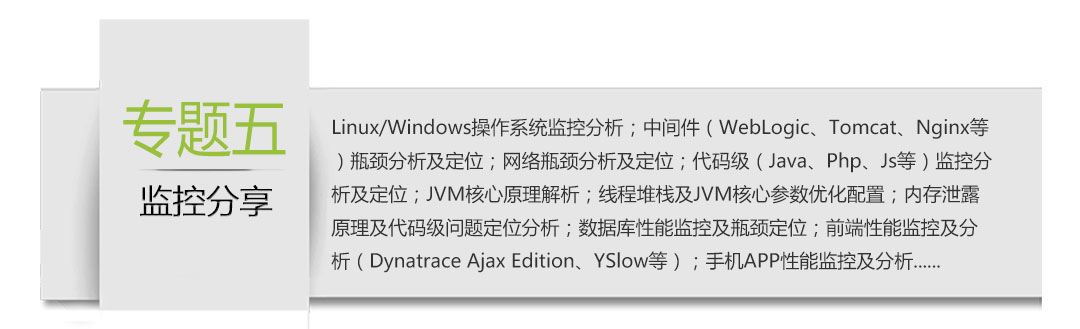 专题五
监控分享
Linux/Windows操作系统监控分析；中间件（WebLogic、Tomcat、Nginx等
）瓶颈分析及定位；网络瓶颈分析及定位；代码级（Java、Php、Js等）监控分
析及定位；JVM核心原理解析；线程堆栈及JVM核心参数优化配置；内存泄露
原理及代码级问题定位分析；数据库性能监控及瓶颈定位；前端性能监控及分
析（Dynatrace Ajax Edition、YSlow等）；手机APP性能监控及分析......